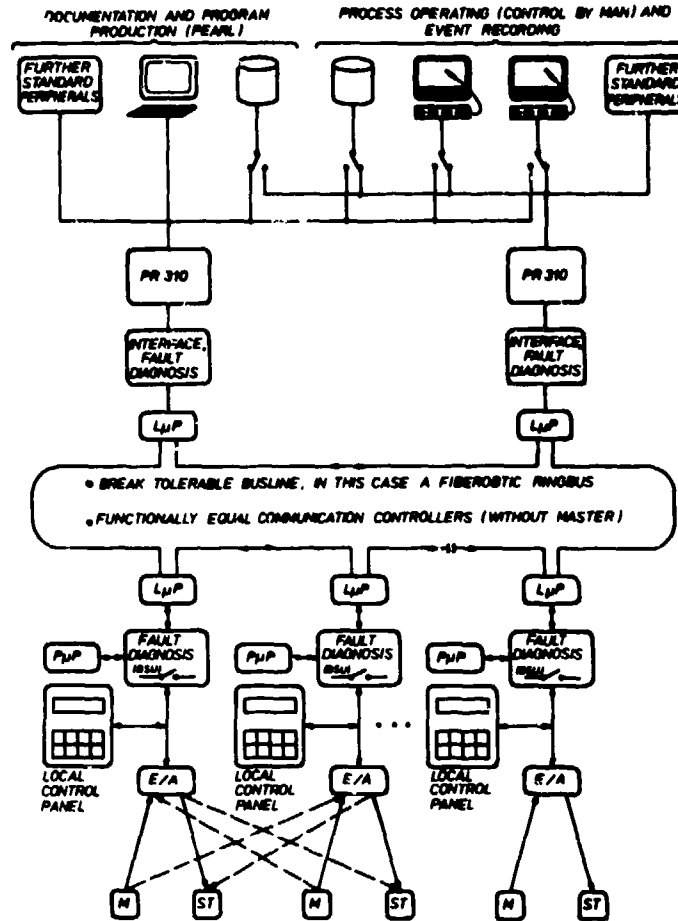 DOCUMENTATION AND PROGRAM
PRODUCTION (PEARL)
PROCESS OPERATING (CONTROL BY MAN) AND
EVENT RECORDING
FURTHER
STANDARD
PERIPHERALS
FURTHER
STANDARD
PERIPHERALS
PR 310
PR 310
INTERFACE,
FAULT
DIAGNOSIS
INTERFACE,
FAULT
DIAGNOSIS
LµP
LµP
• BREAK TOLERABLE BUSLINE, IN THIS CASE A FIBEROBTIC RINGBUS
• FUNCTIONALLY EQUAL COMMUNICATION CONTROLLERS (WITHOUT MASTER)
LµP
LµP
LµP
PµP
FAULT
DIAGNOSIS
PµP
FAULT
DIAGNOSIS
PµP
FAULT
DIAGNOSIS
LOCAL
CONTROL
PANEL
LOCAL
CONTROL
PANEL
LOCAL
CONTROL
PANEL
E/A
E/A
E/A
M
ST
M
ST
M
ST